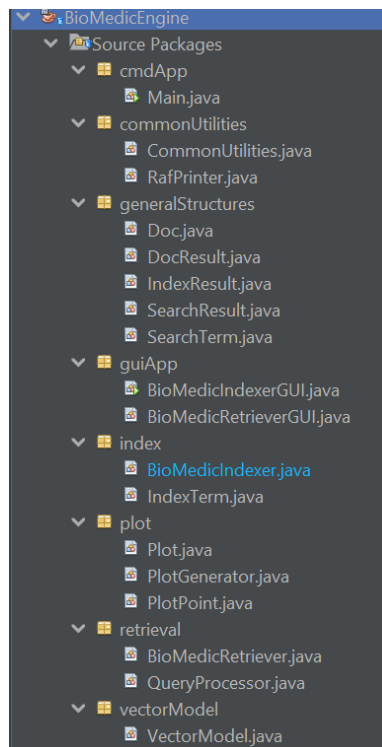 BioMedicEngine
Source Packages
cmdApp
Main.java
commonUtilities
CommonUtilities.java
RafPrinter.java
generalStructures
Doc.java
DocResult.java
IndexResult.java
SearchResult.java
SearchTerm.java
guiApp
BioMedicIndexerGUI.java
BioMedicRetrieverGUI.java
index
BioMedicIndexer.java
IndexTerm.java
plot
Plot.java
PlotGenerator.java
PlotPoint.java
retrieval
BioMedicRetriever.java
QueryProcessor.java
vectorModel
VectorModel.java